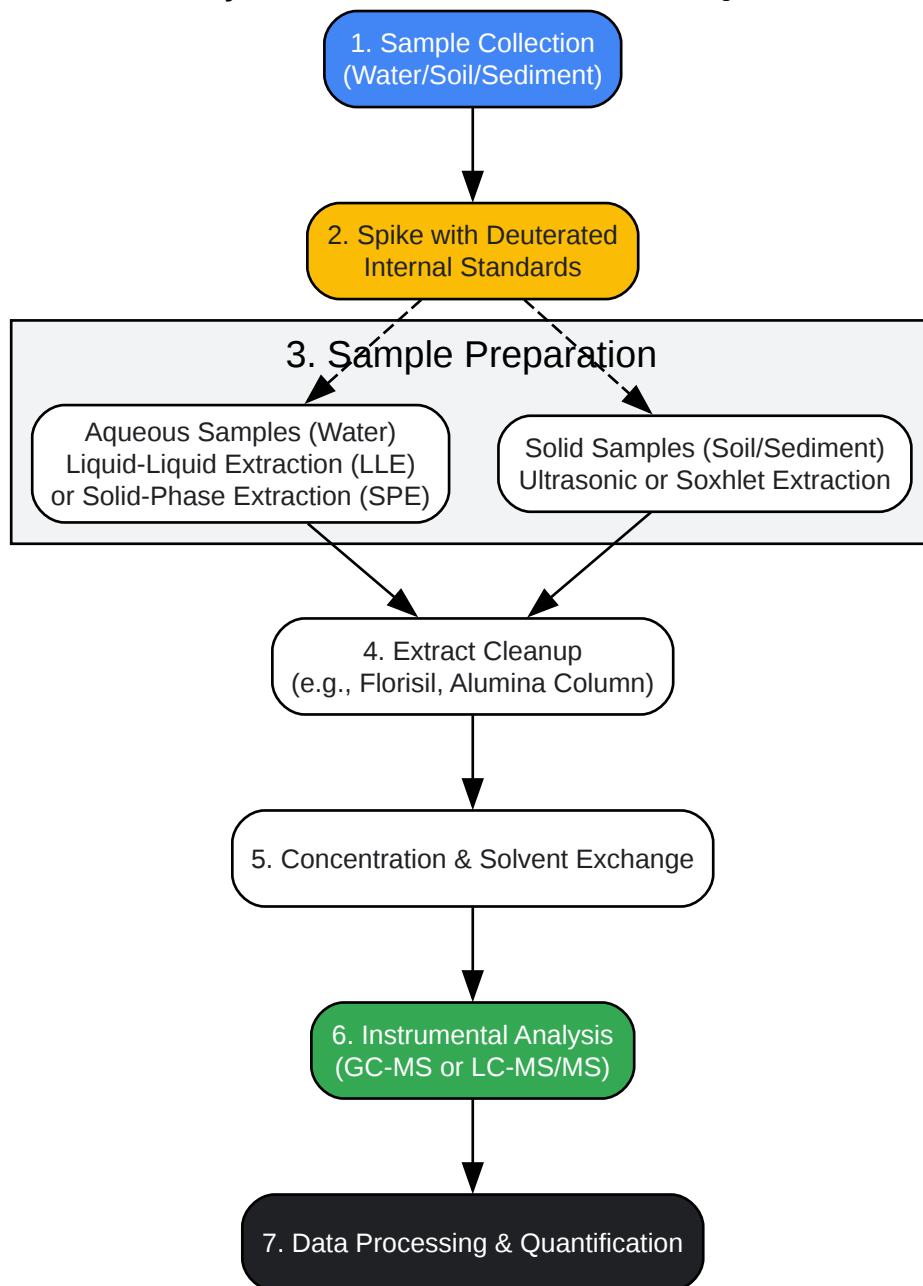 1. Sample Collection
(Water/Soil/Sediment)
2. Spike with Deuterated
Internal Standards
3. Sample Preparation
Aqueous Samples (Water)
Liquid-Liquid Extraction (LLE)
or Solid-Phase Extraction (SPE)
Solid Samples (Soil/Sediment)
Ultrasonic or Soxhlet Extraction
4. Extract Cleanup
(e.g., Florisil, Alumina Column)
5. Concentration & Solvent Exchange
6. Instrumental Analysis
(GC-MS or LC-MS/MS)
7. Data Processing & Quantification